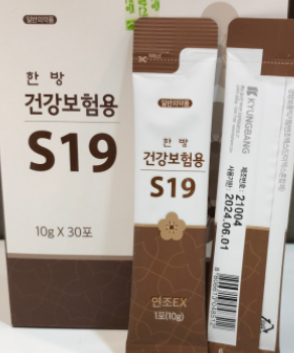 일반의약품
한 방
건강보험용
S19
10g X 30포
일반의약품
한 방
건강보험용
S19
연조EX
1포(10g)
KYUNGBANG
제조번호 :
21004
사용기한 :
2024.06.01